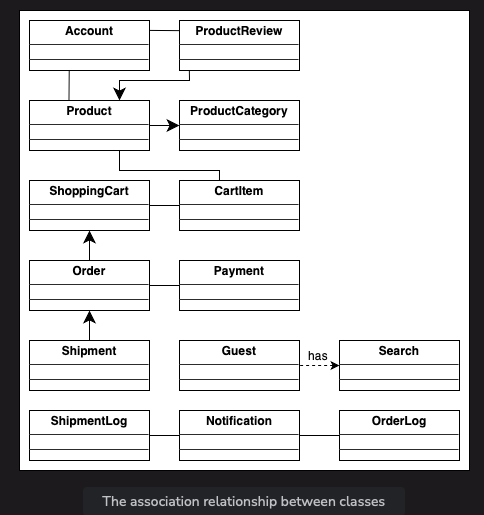 Account
ProductReview
Product
ProductCategory
ShoppingCart
CartItem
Order
Payment
Shipment
Guest
has
Search
ShipmentLog
Notification
OrderLog
The association relationship between classes